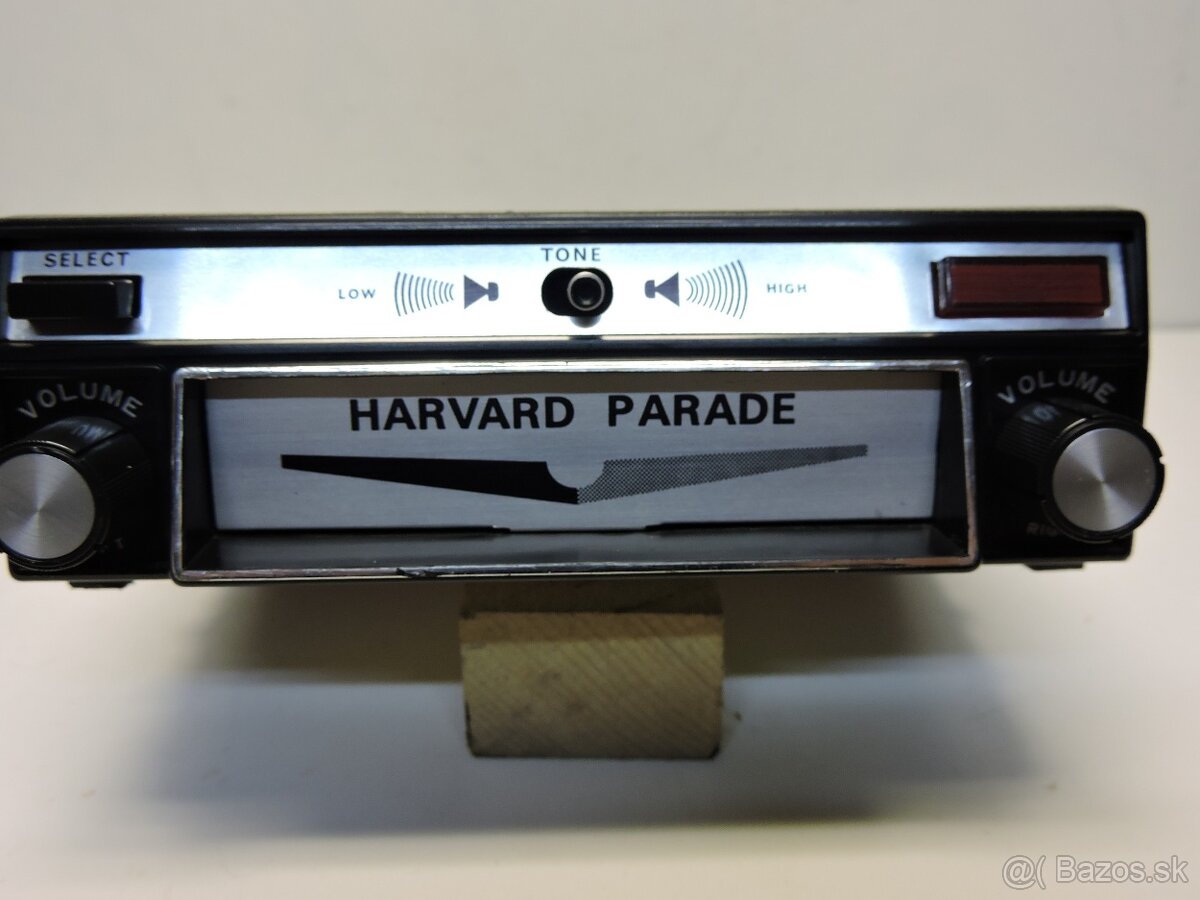 SELECT
TONE
LOW
HIGH
VOLUME
HARVARD PARADE
VOLUME
@( Bazos.sk